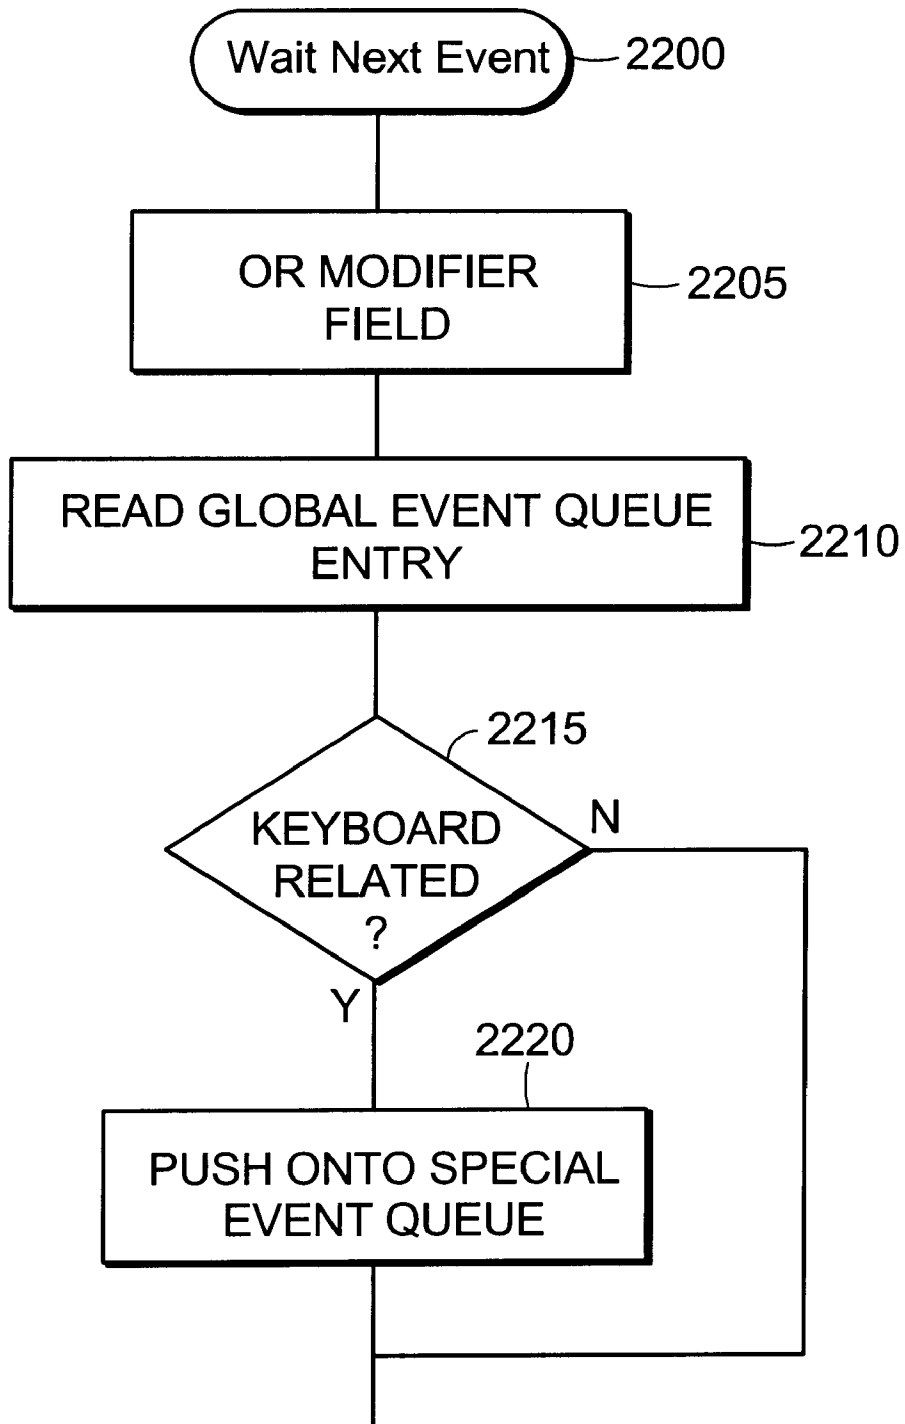 Wait Next Event
2200
OR MODIFIER
FIELD
2205
READ GLOBAL EVENT QUEUE
ENTRY
2210
2215
KEYBOARD
RELATED
?
N
Y
2220
PUSH ONTO SPECIAL
EVENT QUEUE